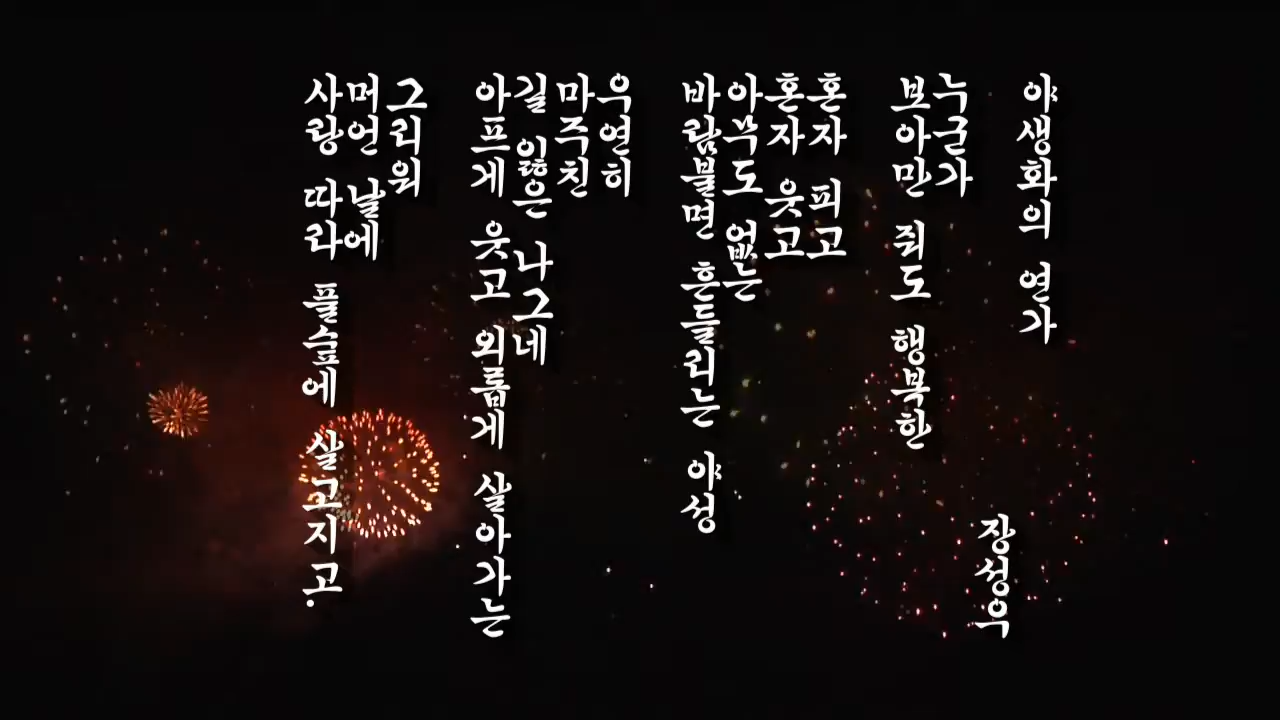 야생화의 연가
장성우
누군가
보아만 줘도 행복한
혼자 피고
혼자 웃고
아무도 없는
바람불면 흔들리는 야성
우연히
마주친
길 잃은 나그네
아프게 웃고 외롭게 살아가는
그리워
머언 날에
사랑 따라 풀숲에 살고지고.